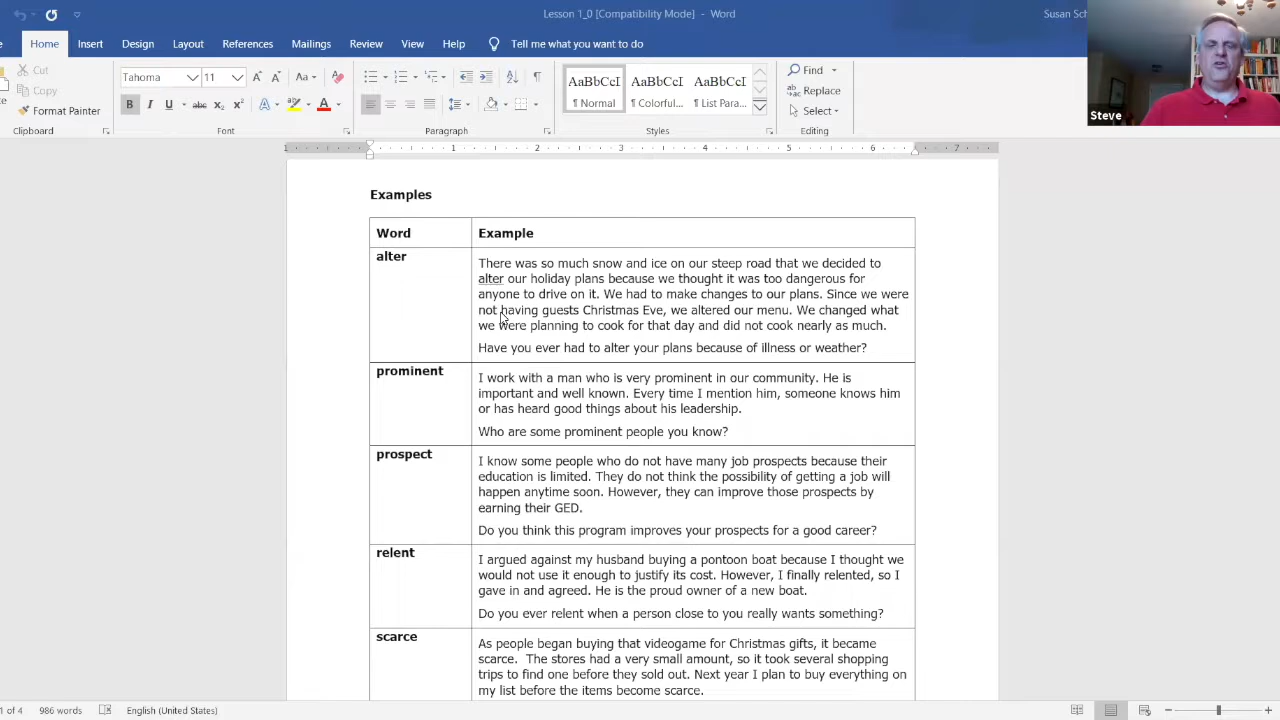 Lesson 1_0 [Compatibility Mode] - Word
Susan Sch
Home Insert Design Layout References Mailings Review View Help Tell me what you want to do
Cut
Copy
Format Painter
Clipboard
Tahoma 11
Font
Paragraph
AaBbCcI AaBbCcI AaBbCcI
¶ Normal ¶ Colorful... ¶ List Para...
Styles
Find
Replace
Select
Editing
Steve
1 1 2 3 4 5 6 7
Examples
Word Example
alter
There was so much snow and ice on our steep road that we decided to
alter our holiday plans because we thought it was too dangerous for
anyone to drive on it. We had to make changes to our plans. Since we were
not having guests Christmas Eve, we altered our menu. We changed what
we were planning to cook for that day and did not cook nearly as much.
Have you ever had to alter your plans because of illness or weather?
prominent
I work with a man who is very prominent in our community. He is
important and well known. Every time I mention him, someone knows him
or has heard good things about his leadership.
Who are some prominent people you know?
prospect
I know some people who do not have many job prospects because their
education is limited. They do not think the possibility of getting a job will
happen anytime soon. However, they can improve those prospects by
earning their GED.
Do you think this program improves your prospects for a good career?
relent
I argued against my husband buying a pontoon boat because I thought we
would not use it enough to justify its cost. However, I finally relented, so I
gave in and agreed. He is the proud owner of a new boat.
Do you ever relent when a person close to you really wants something?
scarce
As people began buying that videogame for Christmas gifts, it became
scarce. The stores had a very small amount, so it took several shopping
trips to find one before they sold out. Next year I plan to buy everything on
my list before the items become scarce.
1 of 4 986 words English (United States)